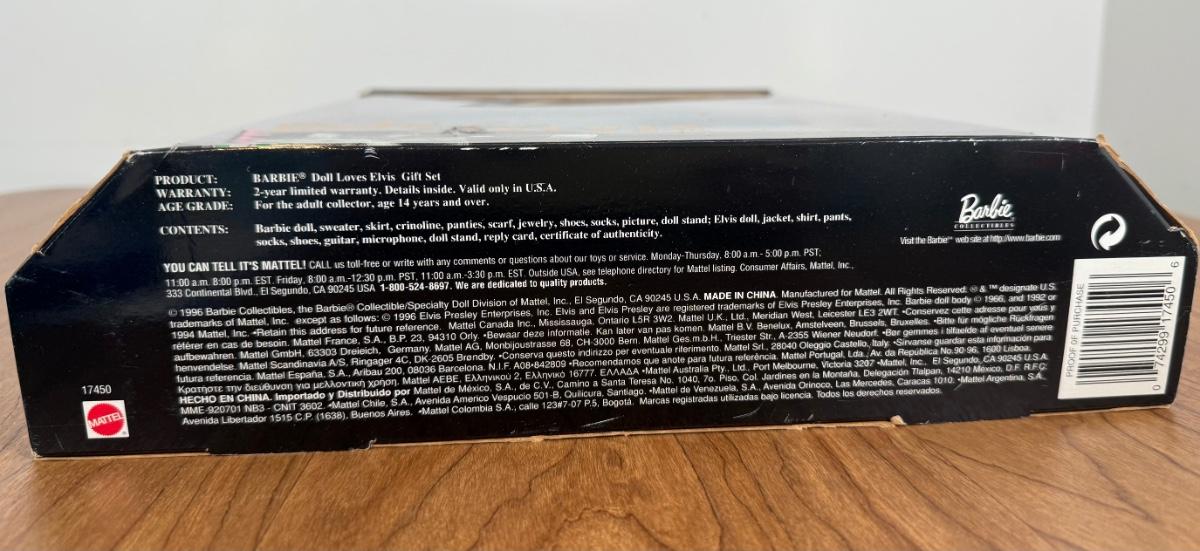 PRODUCT: BARBIE® Doll Loves Elvis Gift Set
WARRANTY: 2-year limited warranty. Details inside. Valid only in U.S.A.
AGE GRADE: For the adult collector, age 14 years and over.
CONTENTS: Barbie doll, sweater, skirt, crinoline, panties, scarf, jewelry, shoes, socks, picture, doll stand; Elvis doll, jacket, shirt, pants,
socks, shoes, guitar, microphone, doll stand, reply card, certificate of authenticity.
Barbie
COLLECTIBLES
Visit the Barbie™ web site at http://www.barbie.com
YOU CAN TELL IT'S MATTEL! CALL us toll-free or write with any comments or questions about our toys or service. Monday-Thursday, 8:00 a.m.- 5:00 p.m. PST;
11:00 a.m. 8:00 p.m. EST. Friday, 8:00 a.m.-12:30 p.m. PST, 11:00 a.m.-3:30 p.m. EST. Outside USA, see telephone directory for Mattel listing. Consumer Affairs, Mattel, Inc.,
333 Continental Blvd., El Segundo, CA 90245 USA 1-800-524-8697. We are dedicated to quality products.
© 1996 Barbie Collectibles, the Barbie® Collectible/Specialty Doll Division of Mattel, Inc., El Segundo, CA 90245 U.S.A. MADE IN CHINA. Manufactured for Mattel. All Rights Reserved. ® & ™ designate U.S.
trademarks of Mattel, Inc. except as follows: © 1996 Elvis Presley Enterprises, Inc. Elvis and Elvis Presley are registered trademarks of Elvis Presley Enterprises, Inc. Barbie doll body © 1966, and 1992 or
1994 Mattel, Inc. •Retain this address for future reference. Mattel Canada Inc., Mississauga, Ontario L5R 3W2. Mattel U.K., Ltd., Meridian West, Leicester LE3 2WT. •Conservez cette adresse pour vous y
référer en cas de besoin. Mattel France, S.A., B.P. 23, 94310 Orly. •Bewaar deze informatie. Kan later van pas komen. Mattel B.V. Benelux, Amstelveen, Brussels, Bruxelles. •Bitte für mögliche Rückfragen
aufbewahren. Mattel GmbH, 63303 Dreieich, Germany. Mattel AG, Monbijoustrasse 68, CH-3000 Bern. Mattel Ges.m.b.H., Triester Str., A-2355 Wiener Neudorf. •Bør gemmes i tilfælde af eventuel senere
henvendelse. Mattel Scandinavia A/S, Ringager 4C, DK-2605 Brøndby. •Conserva questo indirizzo per eventuale riferimento. Mattel Srl., 28040 Oleggio Castello, Italy. •Sírvanse guardar esta información para
futura referencia. Mattel España, S.A., Aribau 200, 08036 Barcelona. N.I.F. A08-842809 •Recomendamos que anote para futura referência. Mattel Portugal, Lda., Av. da República No.90-96, 1600 Lisboa.
Κρατήστε την διεύθυνση για μελλοντική χρήση. Mattel AEBE, Ελληνικού 2, Ελληνικό 16777. ΕΛΛΑΔΑ •Mattel Australia Pty., Ltd., Port Melbourne, Victoria 3207. •Mattel, Inc., El Segundo, CA 90245 U.S.A.
HECHO EN CHINA. Importado y Distribuido por Mattel de México, S.A., de C.V., Camino a Santa Teresa No. 1040, 7o. Piso, Col. Jardines en la Montaña, Delegación Tlalpan, 14210 México, D.F. R.F.C.
MME-920701 NB3 - CNIT 3602. •Mattel Chile, S.A., Avenida Americo Vespucio 501-B, Quilicura, Santiago. •Mattel de Venezuela, S.A., Avenida Orinoco, Las Mercedes, Caracas 1010. •Mattel Argentina, S.A.,
Avenida Libertador 1515 C.P. (1638), Buenos Aires. •Mattel Colombia S.A., calle 123#7-07 P.5, Bogotá. Marcas registradas utilizadas bajo licencia. Todos los derechos reservados.
17450
MATTEL
PROOF OF PURCHASE
0 74299 17450 6